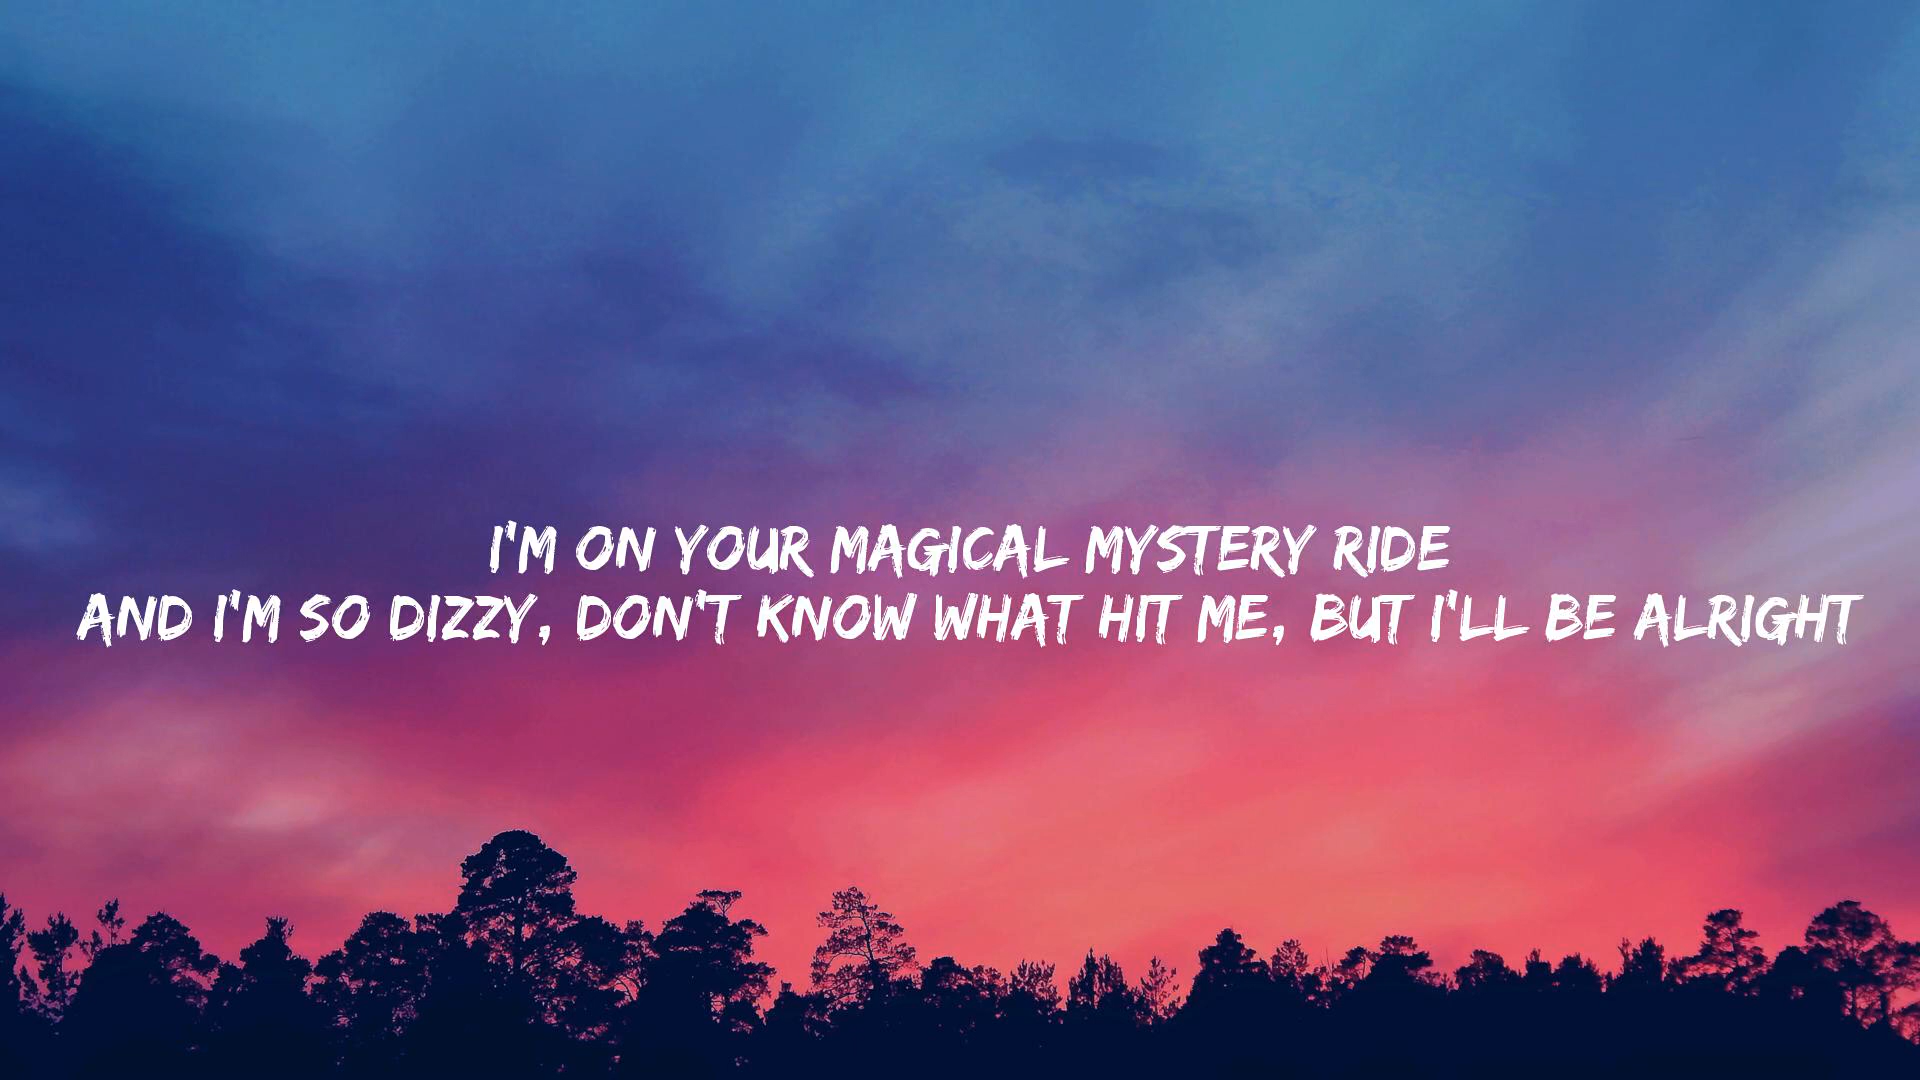 I'M ON YOUR MAGICAL MYSTERY RIDE
AND I'M SO DIZZY, DON'T KNOW WHAT HIT ME, BUT I'LL BE ALRIGHT